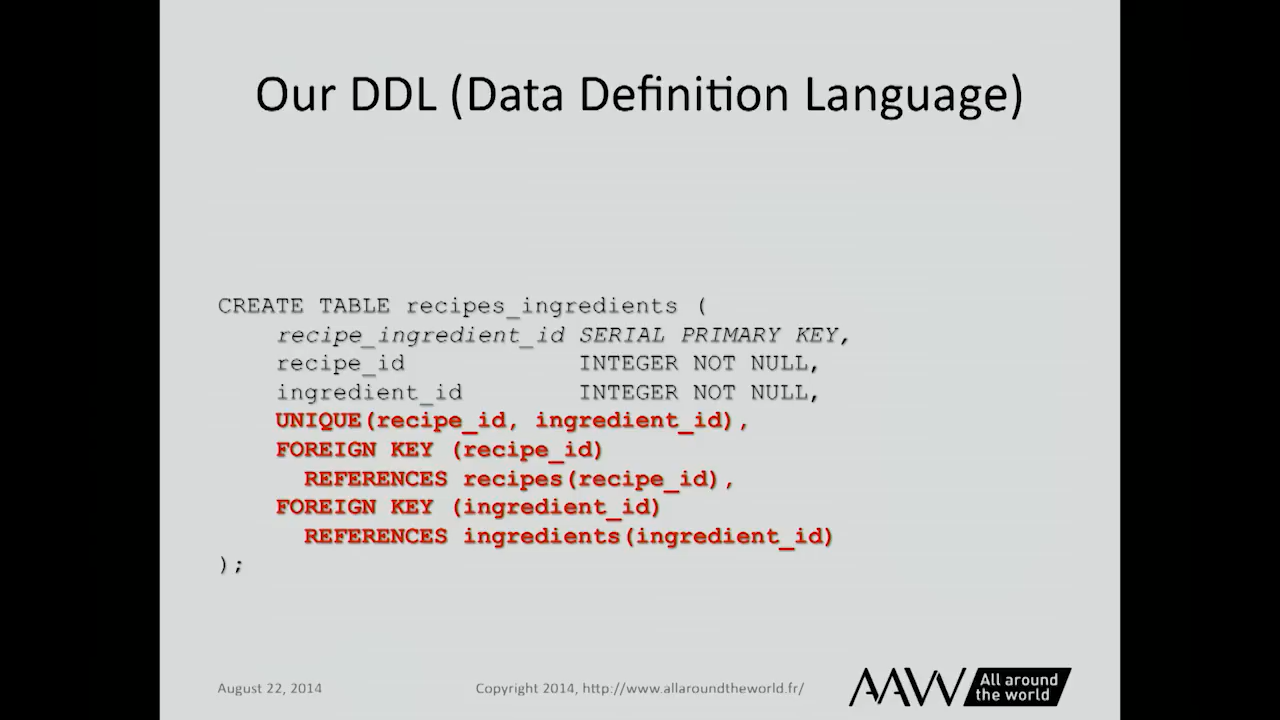 Our DDL (Data Definition Language)
CREATE TABLE recipes_ingredients (
    recipe_ingredient_id SERIAL PRIMARY KEY,
    recipe_id            INTEGER NOT NULL,
    ingredient_id        INTEGER NOT NULL,
    UNIQUE(recipe_id, ingredient_id),
    FOREIGN KEY (recipe_id)
      REFERENCES recipes(recipe_id),
    FOREIGN KEY (ingredient_id)
      REFERENCES ingredients(ingredient_id)
);
August 22, 2014
Copyright 2014, http://www.allaroundtheworld.fr/
AAW
All around
the world